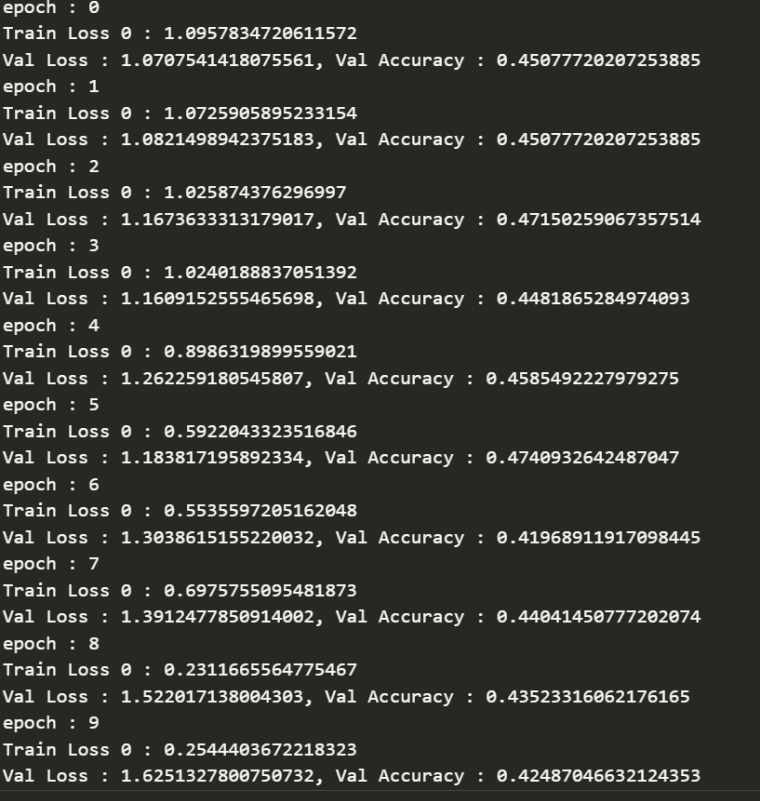 epoch : 0
Train Loss 0 : 1.0957834720611572
Val Loss : 1.0707541418075561, Val Accuracy : 0.45077720207253885
epoch : 1
Train Loss 0 : 1.0725905895233154
Val Loss : 1.0821498942375183, Val Accuracy : 0.45077720207253885
epoch : 2
Train Loss 0 : 1.025874376296997
Val Loss : 1.1673633313179017, Val Accuracy : 0.47150259067357514
epoch : 3
Train Loss 0 : 1.0240188837051392
Val Loss : 1.1609152555465698, Val Accuracy : 0.4481865284974093
epoch : 4
Train Loss 0 : 0.8986319899559021
Val Loss : 1.262259180545807, Val Accuracy : 0.4585492227979275
epoch : 5
Train Loss 0 : 0.5922043323516846
Val Loss : 1.183817195892334, Val Accuracy : 0.4740932642487047
epoch : 6
Train Loss 0 : 0.5535597205162048
Val Loss : 1.3038615155220032, Val Accuracy : 0.41968911917098445
epoch : 7
Train Loss 0 : 0.6975755095481873
Val Loss : 1.3912477850914002, Val Accuracy : 0.44041450777202074
epoch : 8
Train Loss 0 : 0.2311665564775467
Val Loss : 1.522017138004303, Val Accuracy : 0.43523316062176165
epoch : 9
Train Loss 0 : 0.2544403672218323
Val Loss : 1.6251327800750732, Val Accuracy : 0.42487046632124353